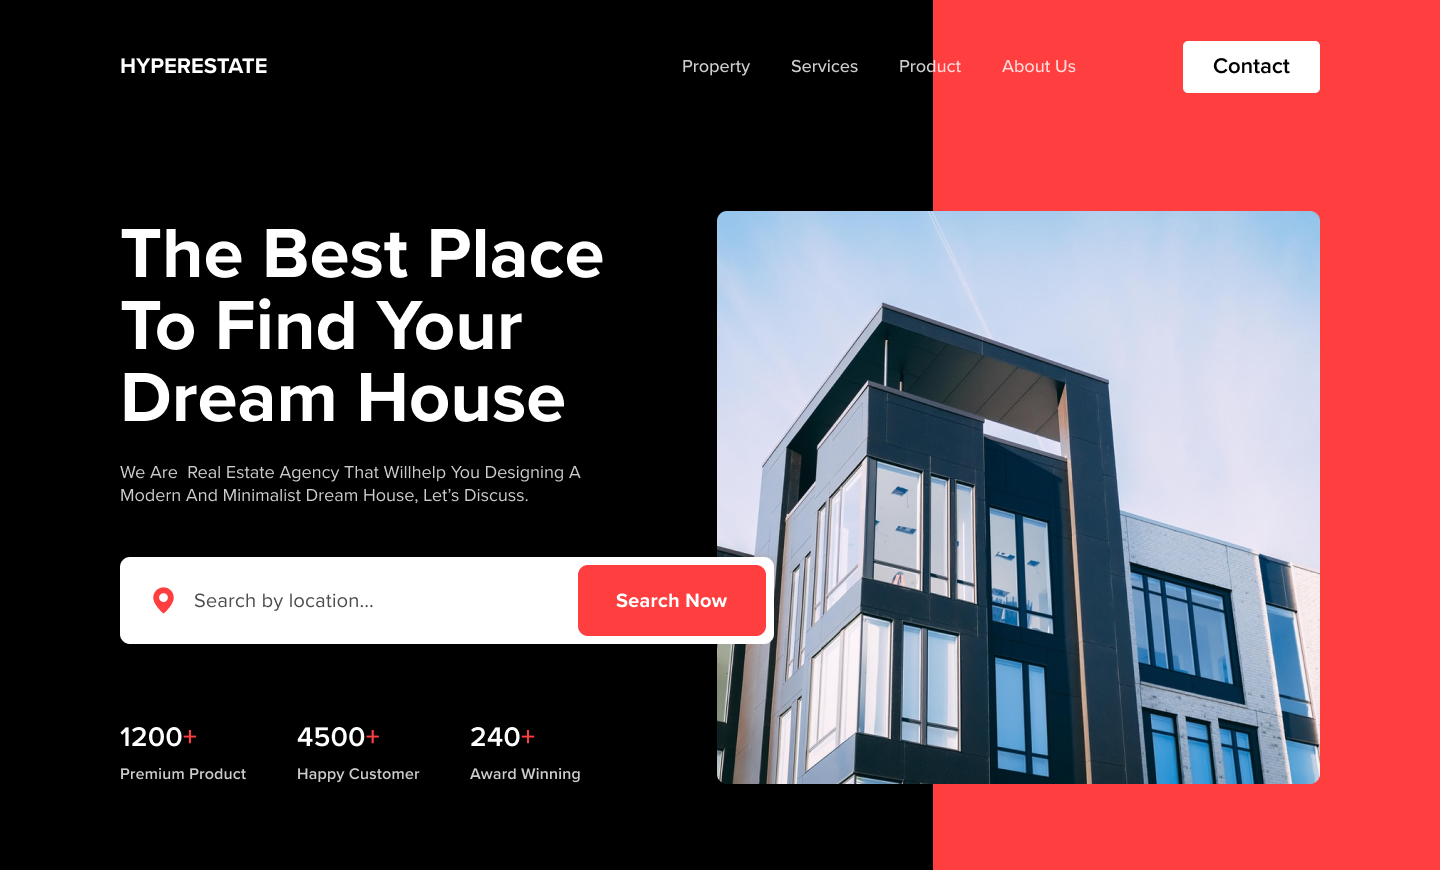 HYPERESTATE
Property
Services
Product
About Us
Contact
The Best Place
To Find Your
Dream House
We Are  Real Estate Agency That Willhelp You Designing A
Modern And Minimalist Dream House, Let's Discuss.
Search by location...
Search Now
1200+
Premium Product
4500+
Happy Customer
240+
Award Winning